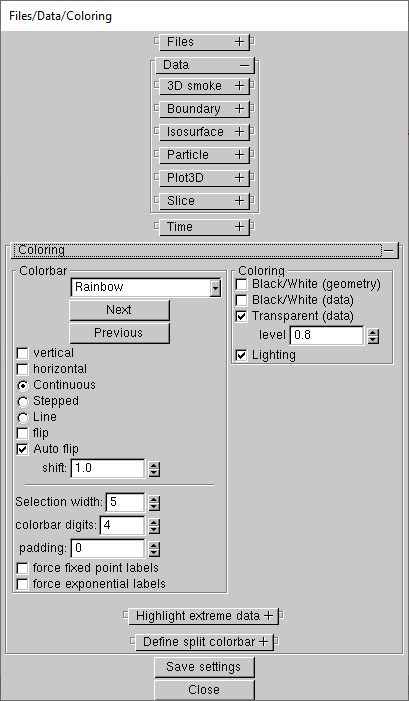 Files/Data/Coloring
Files +
Data −
3D smoke +
Boundary +
Isosurface +
Particle +
Plot3D +
Slice +
Time +
Coloring −
Colorbar
Rainbow
Next
Previous
vertical
horizontal
Continuous
Stepped
Line
flip
Auto flip
shift: 1.0
Selection width: 5
colorbar digits: 4
padding: 0
force fixed point labels
force exponential labels
Coloring
Black/White (geometry)
Black/White (data)
Transparent (data)
level 0.8
Lighting
Highlight extreme data +
Define split colorbar +
Save settings
Close